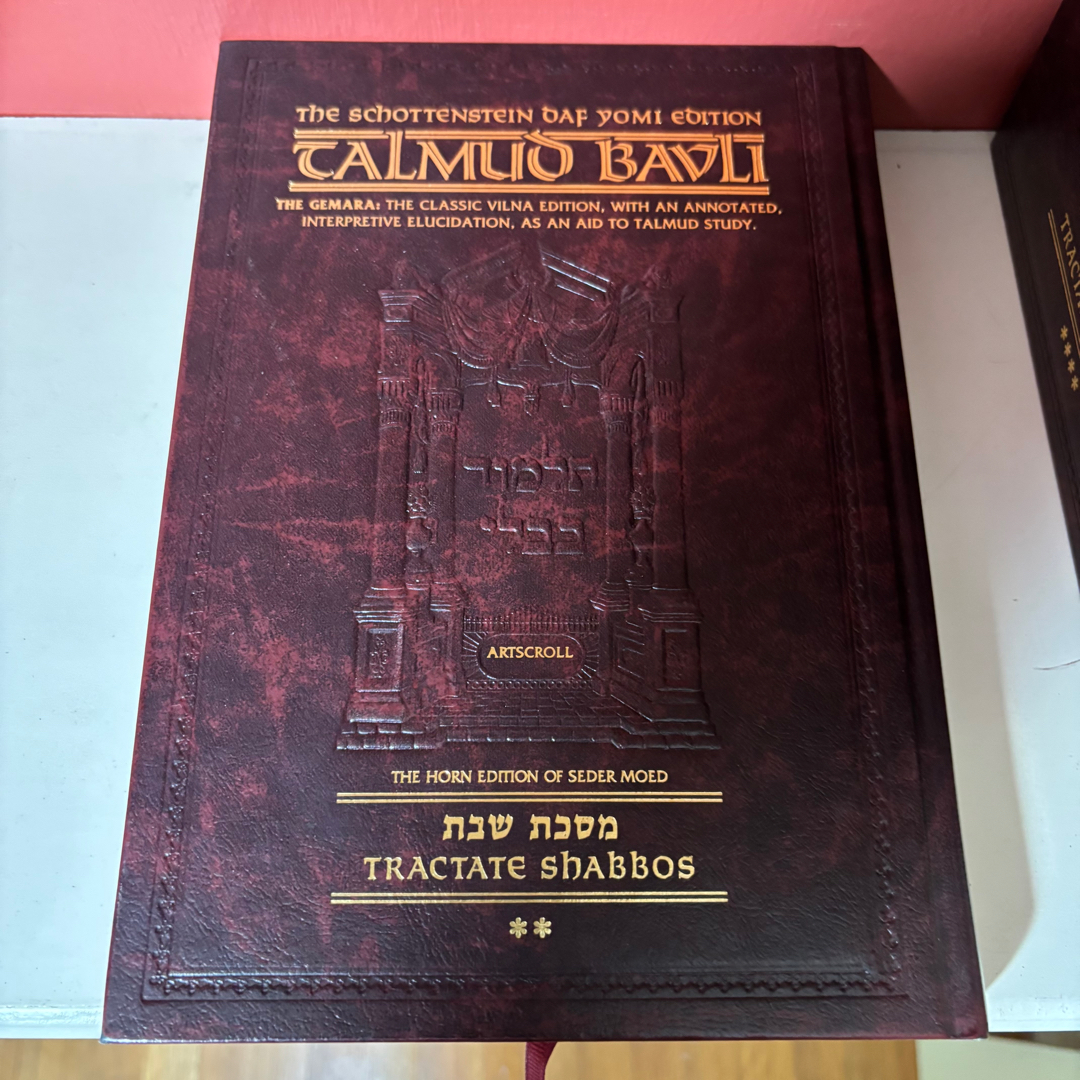 THE SCHOTTENSTEIN DAF YOMI EDITION
TALMUD BAVLI
THE GEMARA: THE CLASSIC VILNA EDITION, WITH AN ANNOTATED,
INTERPRETIVE ELUCIDATION, AS AN AID TO TALMUD STUDY.
תלמוד
בבלי
ARTSCROLL
THE HORN EDITION OF SEDER MOED
מסכת שבת
TRACTATE SHABBOS
**